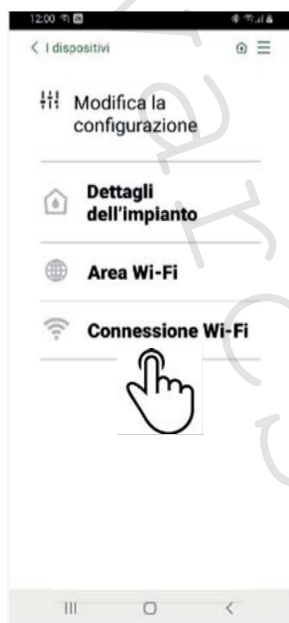 12:00
I dispositivi
Modifica la
configurazione
Dettagli
dell'impianto
Area Wi-Fi
Connessione Wi-Fi